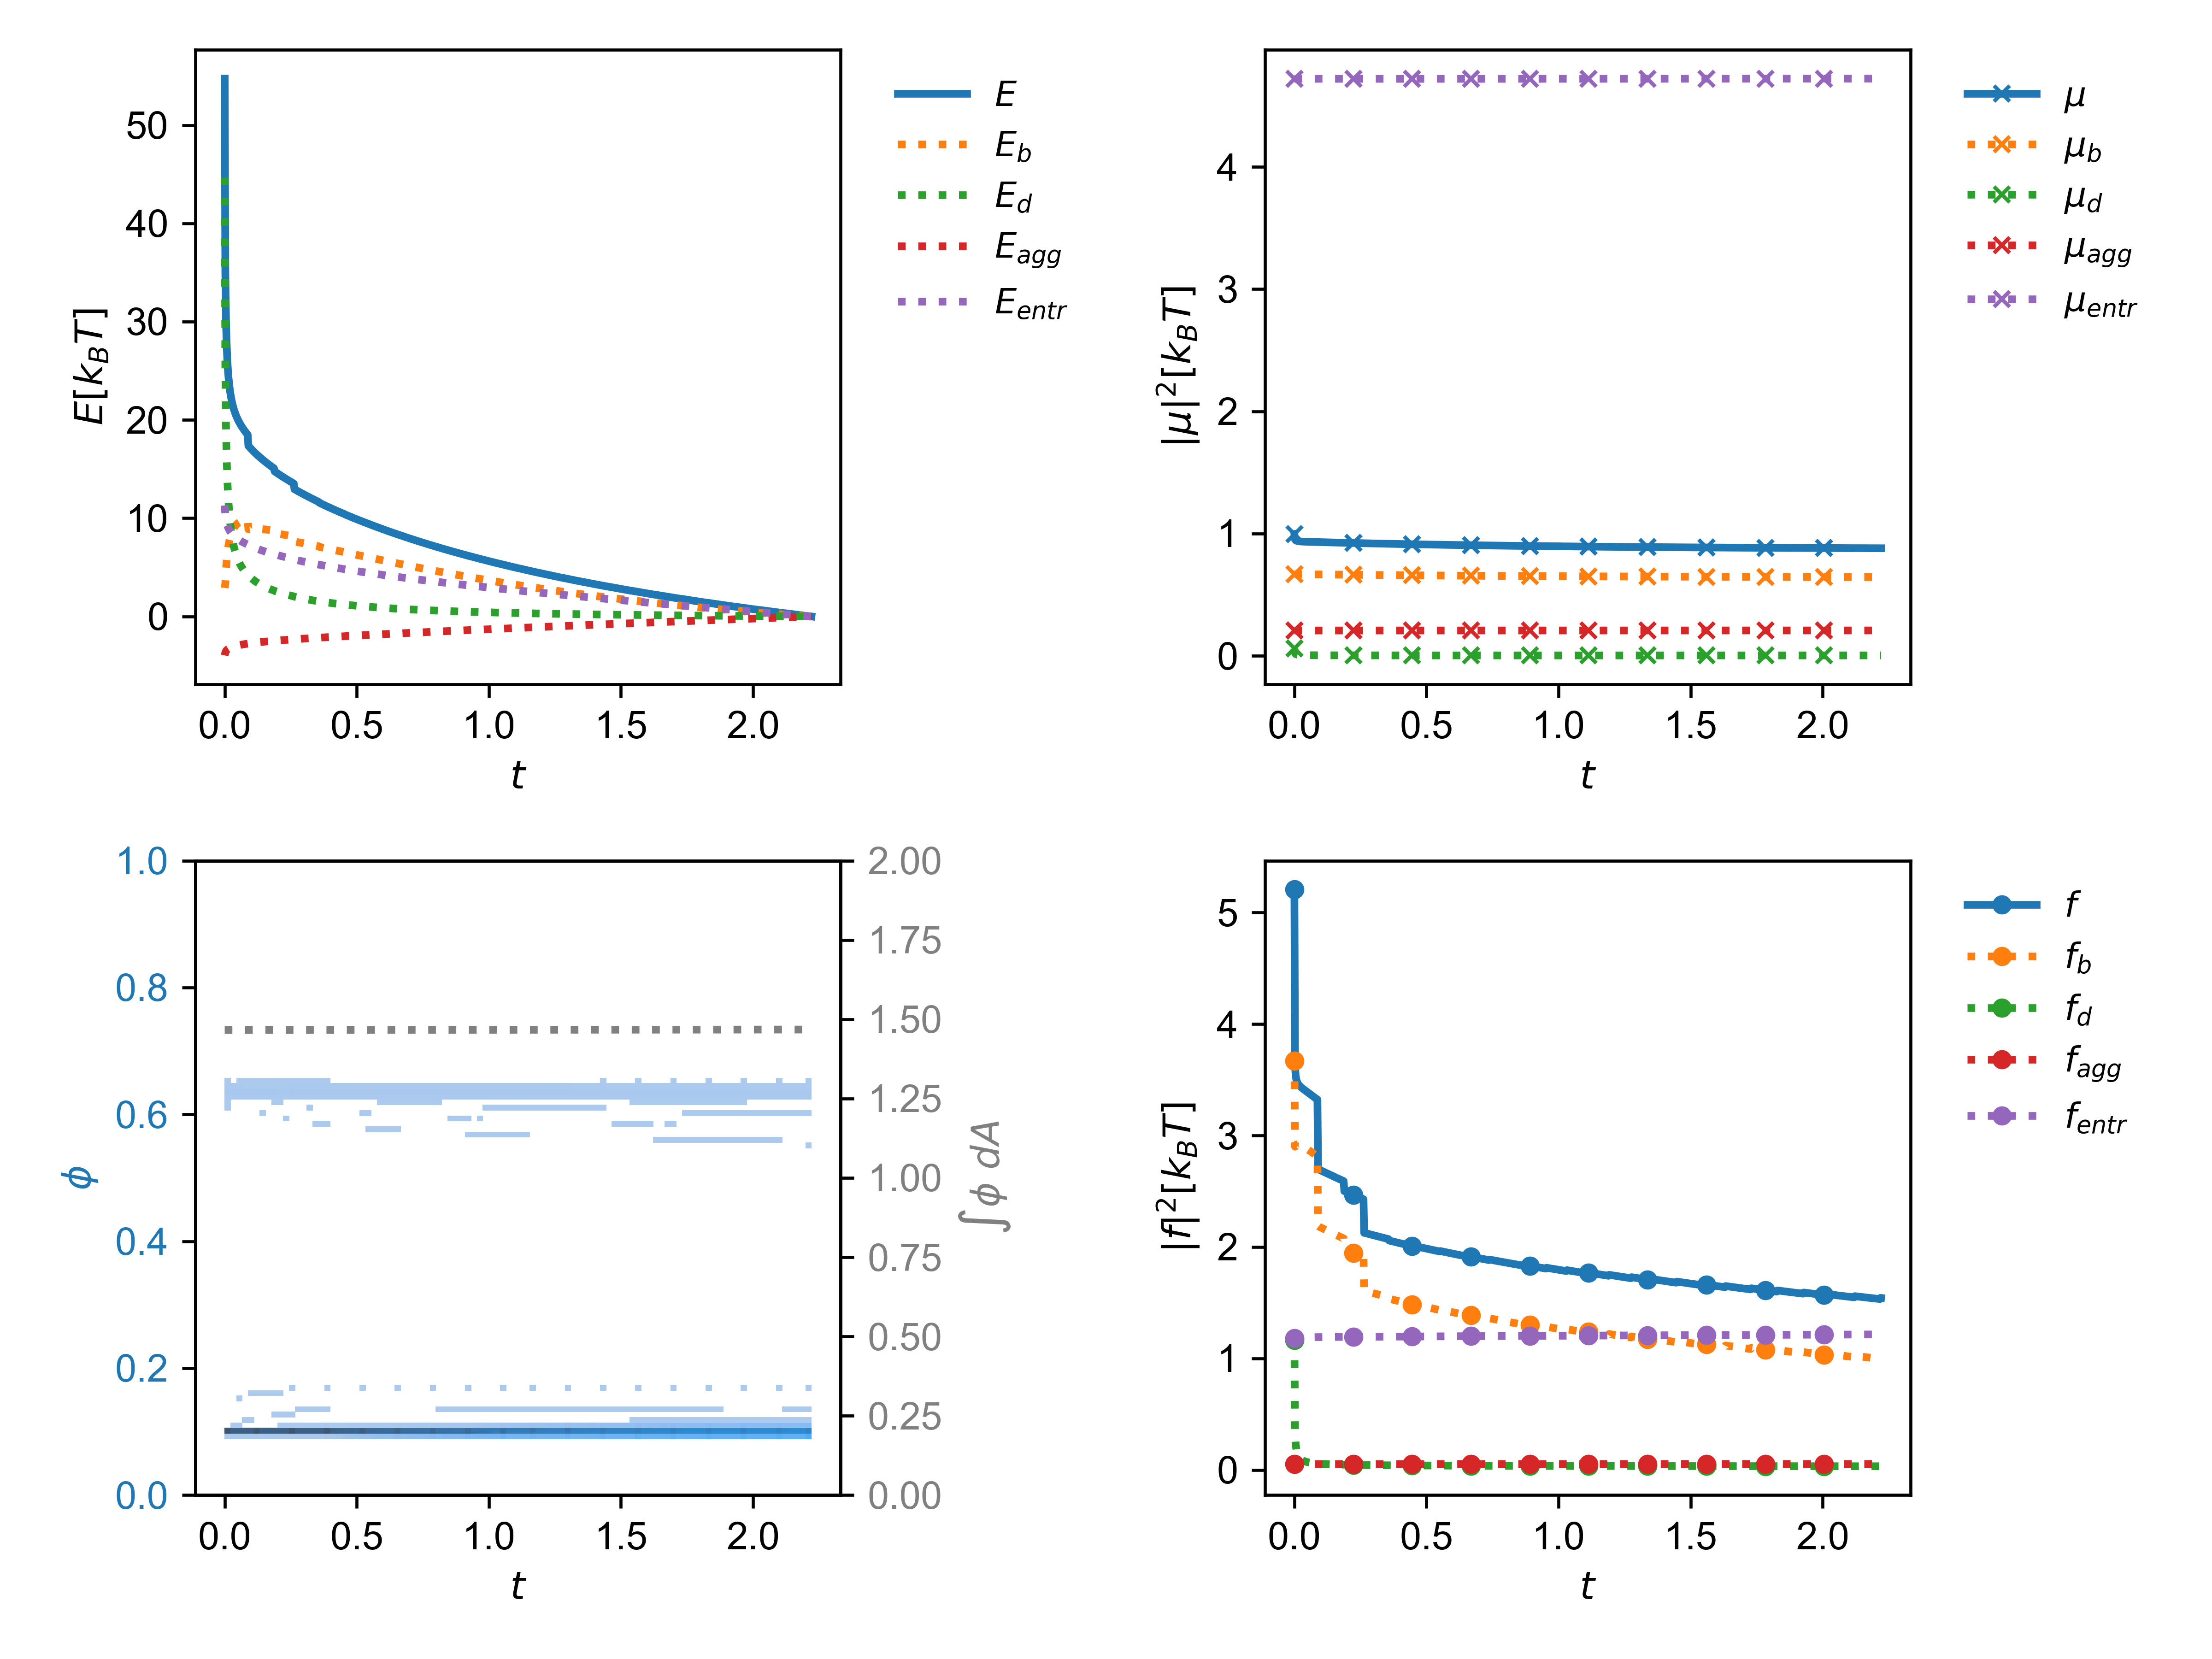 E
E_b
E_d
E_agg
E_entr
E[k_BT]
50
40
30
20
10
0
0.0 0.5 1.0 1.5 2.0
t
μ
μ_b
μ_d
μ_agg
μ_entr
|μ|²[k_BT]
4
3
2
1
0
0.0 0.5 1.0 1.5 2.0
t
ϕ
1.0
0.8
0.6
0.4
0.2
0.0
2.00
1.75
1.50
1.25
1.00
0.75
0.50
0.25
0.00
∫ϕ dA
0.0 0.5 1.0 1.5 2.0
t
f
f_b
f_d
f_agg
f_entr
|f|²[k_BT]
5
4
3
2
1
0
0.0 0.5 1.0 1.5 2.0
t